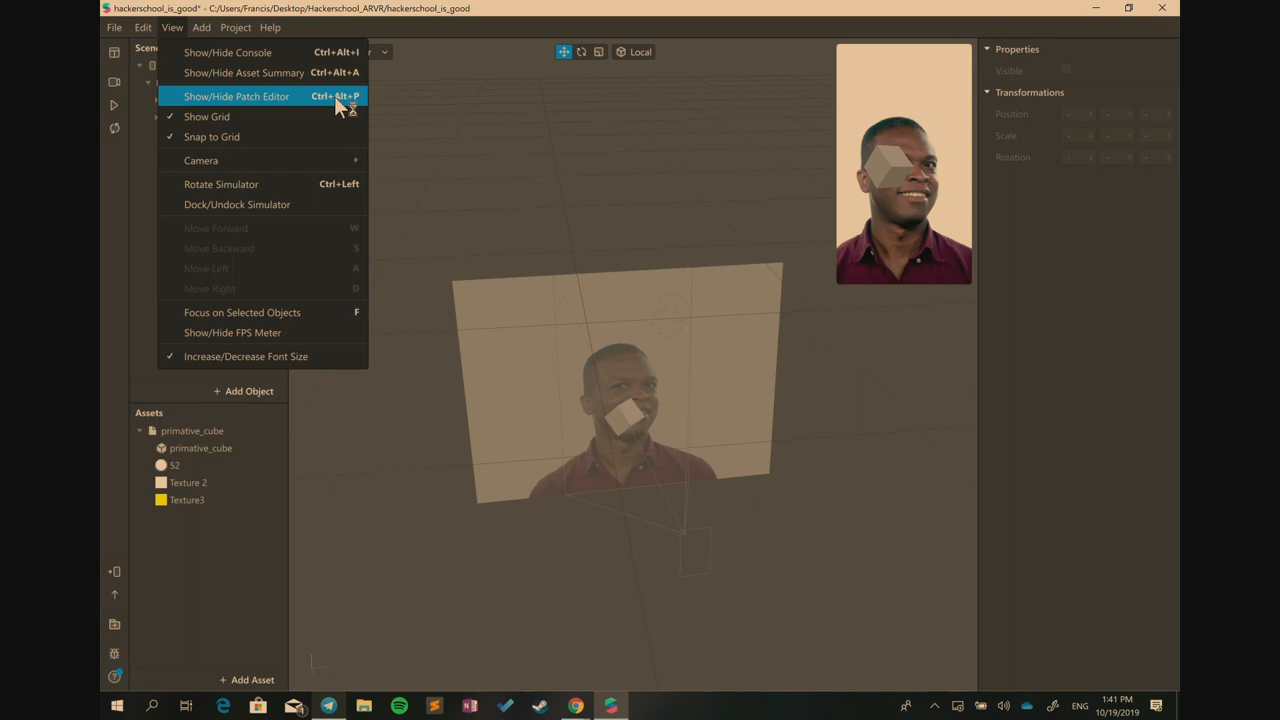 hackerschool_is_good* - C:/Users/Francis/Desktop/Hackerschool_ARVR/hackerschool_is_good
File Edit View Add Project Help
Show/Hide Console Ctrl+Alt+I
Show/Hide Asset Summary Ctrl+Alt+A
Show/Hide Patch Editor Ctrl+Alt+P
✓ Show Grid
✓ Snap to Grid
Camera
Rotate Simulator Ctrl+Left
Dock/Undock Simulator
Move Forward W
Move Backward S
Move Left A
Move Right D
Focus on Selected Objects F
Show/Hide FPS Meter
✓ Increase/Decrease Font Size
Local
+ Add Object
Assets
primative_cube
primative_cube
52
Texture 2
Texture3
+ Add Asset
Properties
Visible
Transformations
Position
Scale
Rotation
ENG
1:41 PM
10/19/2019